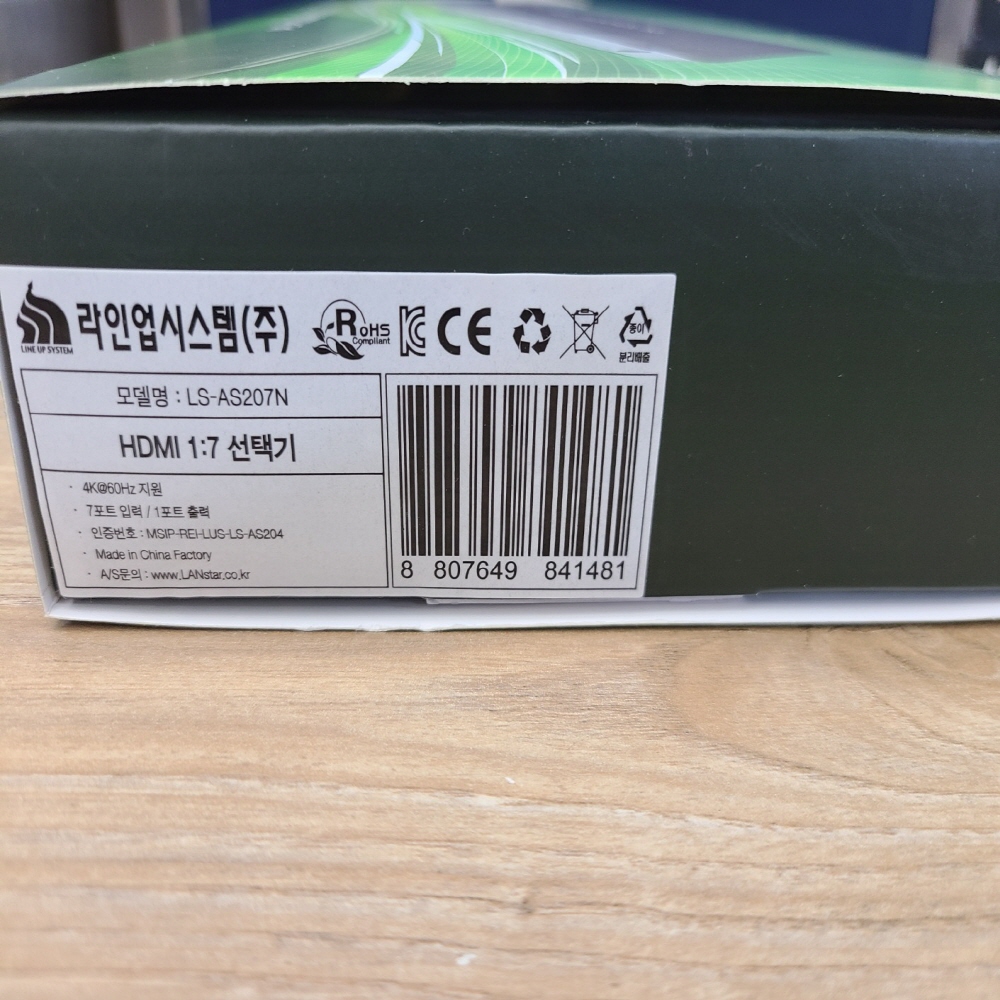 LINE UP SYSTEM
라인업시스템(주)
RoHS
Compliant
CE
종이
분리배출
모델명 : LS-AS207N
HDMI 1:7 선택기
· 4K@60Hz 지원
· 7포트 입력 / 1포트 출력
· 인증번호 : MSIP-REI-LUS-LS-AS204
· Made in China Factory
· A/S문의 : www.LANstar.co.kr
8 807649 841481